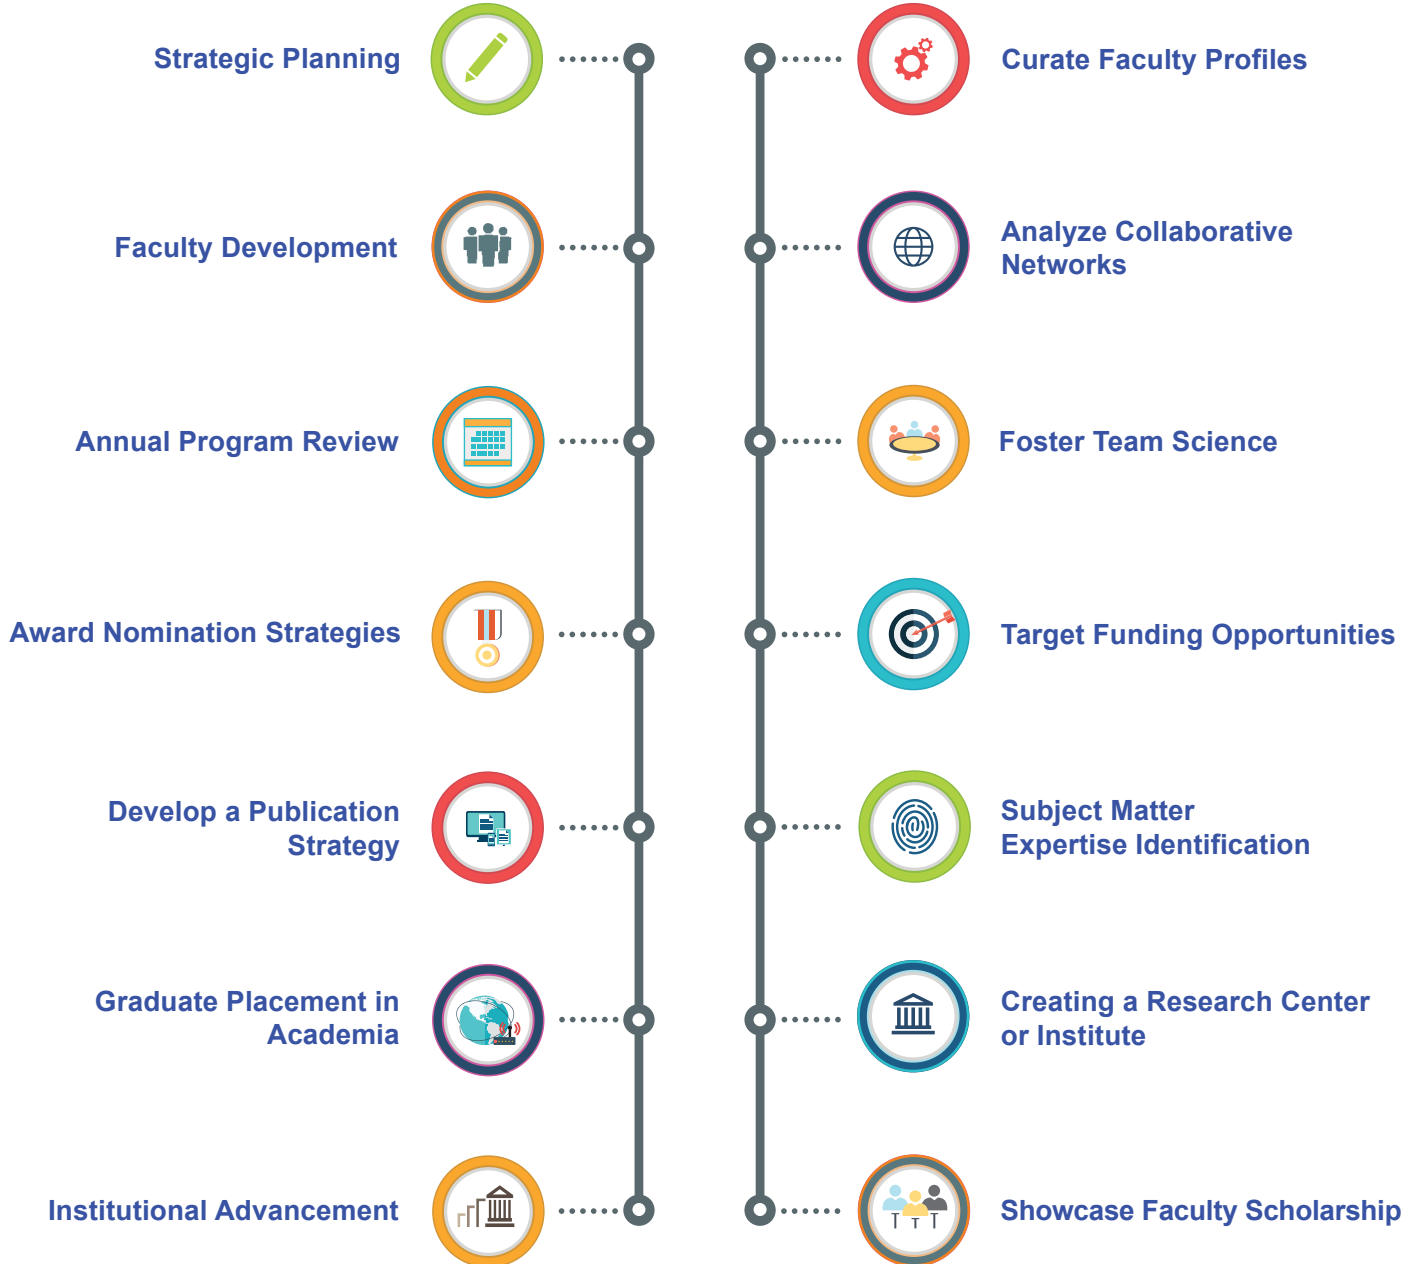 Strategic Planning
Faculty Development
Annual Program Review
Award Nomination Strategies
Develop a Publication
Strategy
Graduate Placement in
Academia
Institutional Advancement
Curate Faculty Profiles
Analyze Collaborative
Networks
Foster Team Science
Target Funding Opportunities
Subject Matter
Expertise Identification
Creating a Research Center
or Institute
Showcase Faculty Scholarship